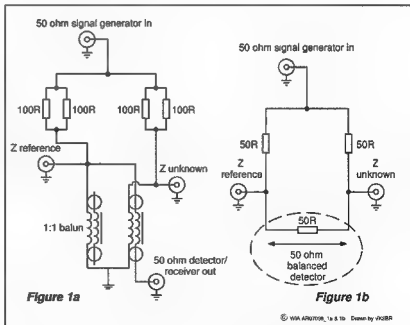 50 ohm signal generator in
100R
100R
100R
100R
Z reference
Z unknown
1:1 balun
50 ohm detector/
receiver out
Figure 1a
50 ohm signal generator in
50R
50R
Z
reference
Z
unknown
50R
50 ohm
balanced
detector
Figure 1b